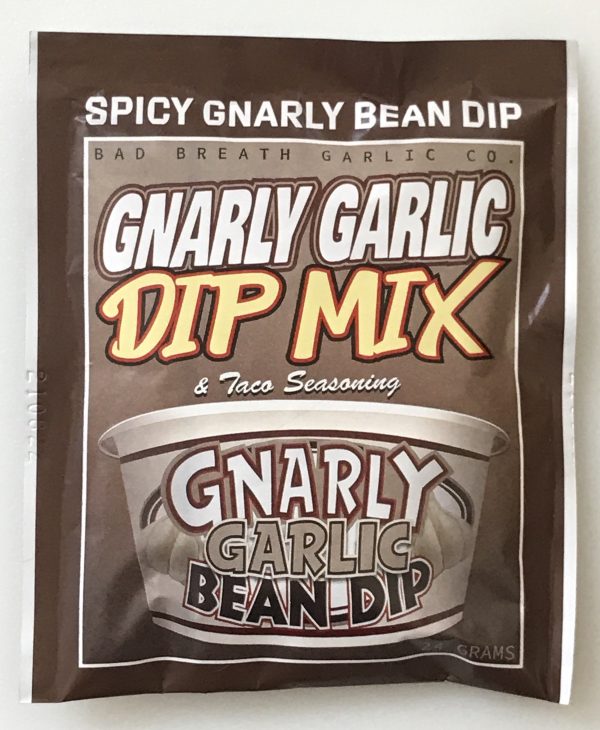 SPICY GNARLY BEAN DIP
BAD BREATH GARLIC CO.
GNARLY GARLIC
DIP MIX
& Taco Seasoning
GNARLY
GARLIC
BEAN DIP
24 GRAMS